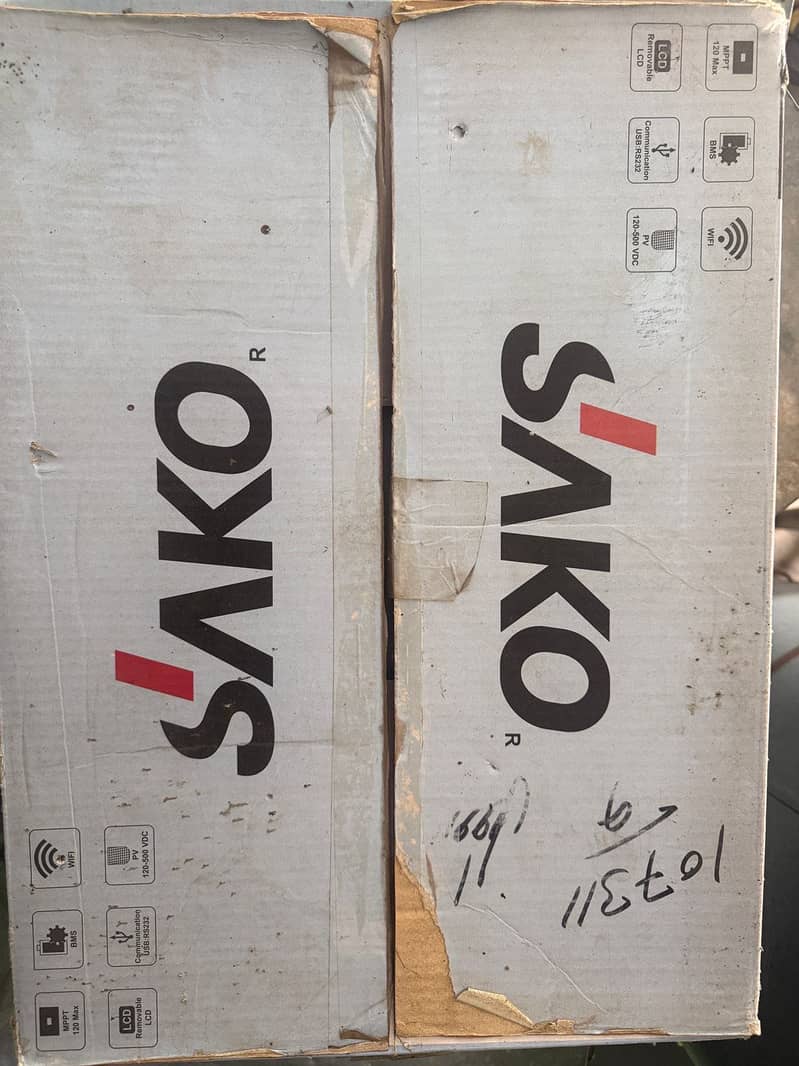 LCD
Removable
LCD
MPPT
120 Max
Communication
USB:RS232
BMS
PV
120-500 VDC
WIFI
SAKO R
107311
SAKO R
WIFI
PV
120-500 VDC
BMS
Communication
USB:RS232
MPPT
120 Max
LCD
Removable
LCD